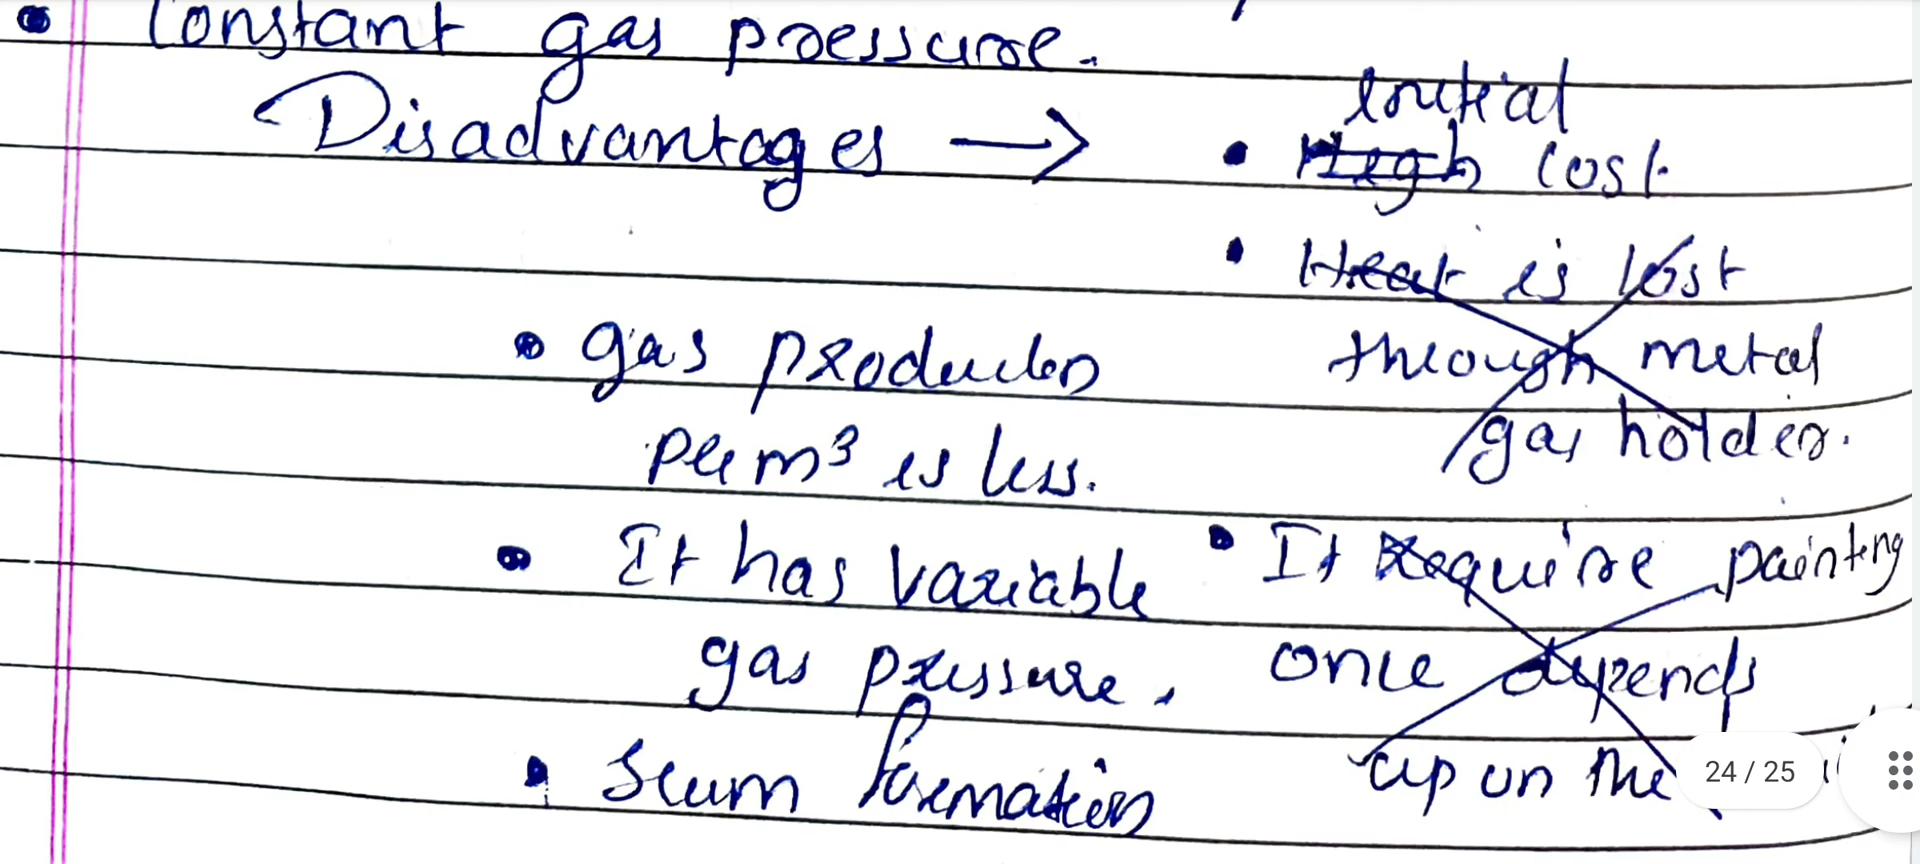 • Constant gas pressure.
Disadvantages →
• gas production
per m³ is less.
• It has variable
gas pressure.
• Scum formation
Initial
• High cost.
• Heat is lost
through metal
gas holder.
• It require painting
once depends
up on the
24 / 25